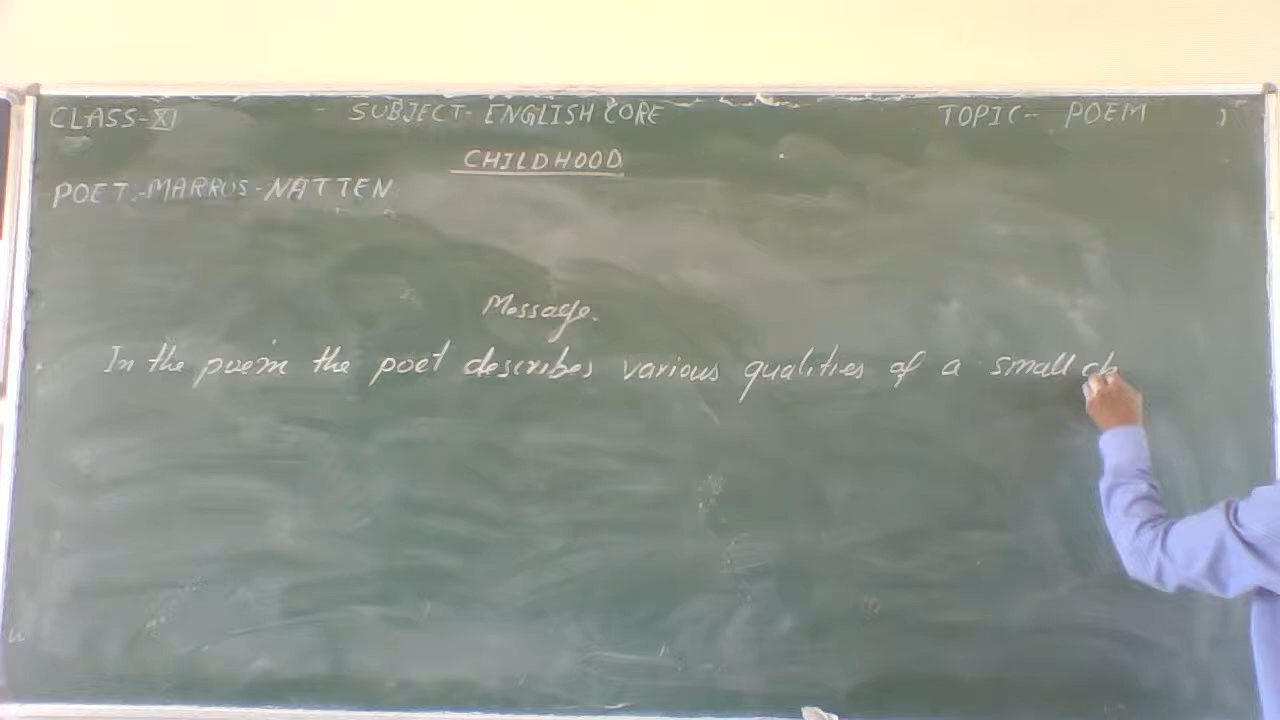 CLASS-XI SUBJECT- ENGLISH CORE TOPIC- POEM
CHILDHOOD
POET:-MARRUS-NATTEN
Message.
In the poem the poet describes various qualities of a small ch